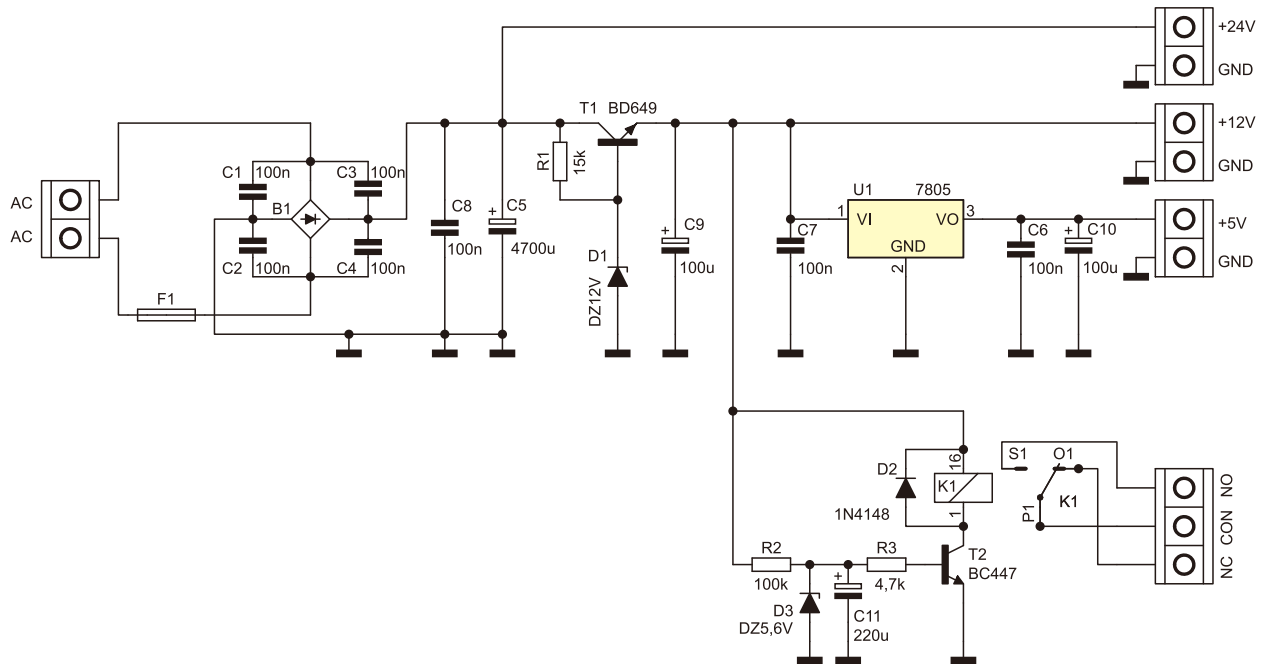 +24V
GND
T1 BD649
+12V
GND
R1
15k
C1 100n
C3 100n
AC
AC
B1
C2 100n
C4 100n
F1
C8
100n
+
C5
4700u
D1
DZ12V
+
C9
100u
U1 7805
1 VI VO 3
GND
2
C7
100n
C6
100n
+
C10
100u
+5V
GND
D2
1N4148
16
K1
1
S1 O1
P1
K1
NO
CON
NC
R2
100k
R3
4,7k
T2
BC447
D3
DZ5,6V
+
C11
220u